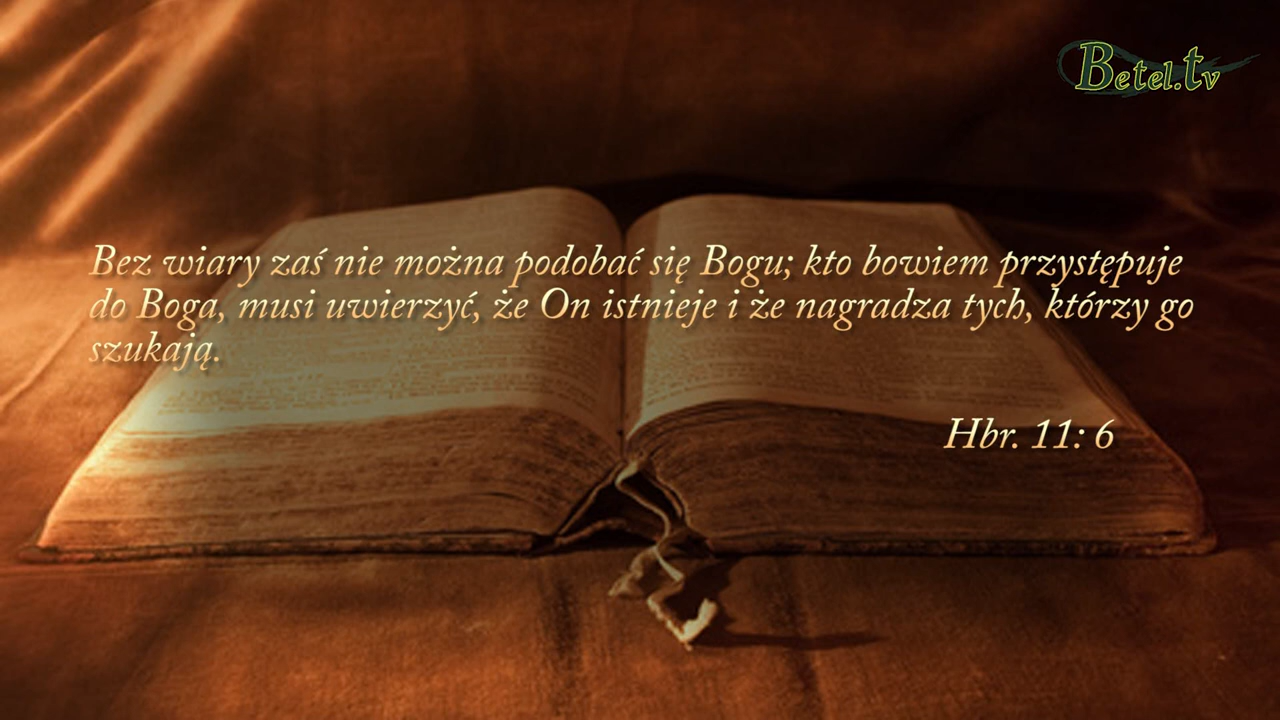 Betel.tv
Bez wiary zaś nie można podobać się Bogu; kto bowiem przystępuje
do Boga, musi uwierzyć, że On istnieje i że nagradza tych, którzy go
szukają.
Hbr. 11: 6